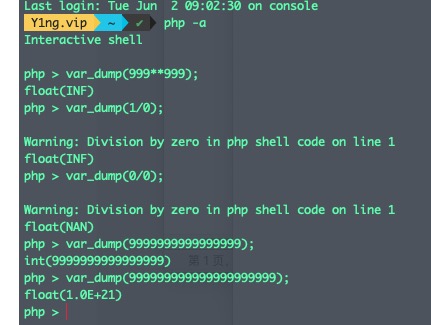 Last login: Tue Jun  2 09:02:30 on console
Y1ng.vip ~ ✔ php -a
Interactive shell
php > var_dump(999**999);
float(INF)
php > var_dump(1/0);
Warning: Division by zero in php shell code on line 1
float(INF)
php > var_dump(0/0);
Warning: Division by zero in php shell code on line 1
float(NAN)
php > var_dump(9999999999999999);
int(9999999999999999) 第1页,
php > var_dump(999999999999999999999);
float(1.0E+21)
php >